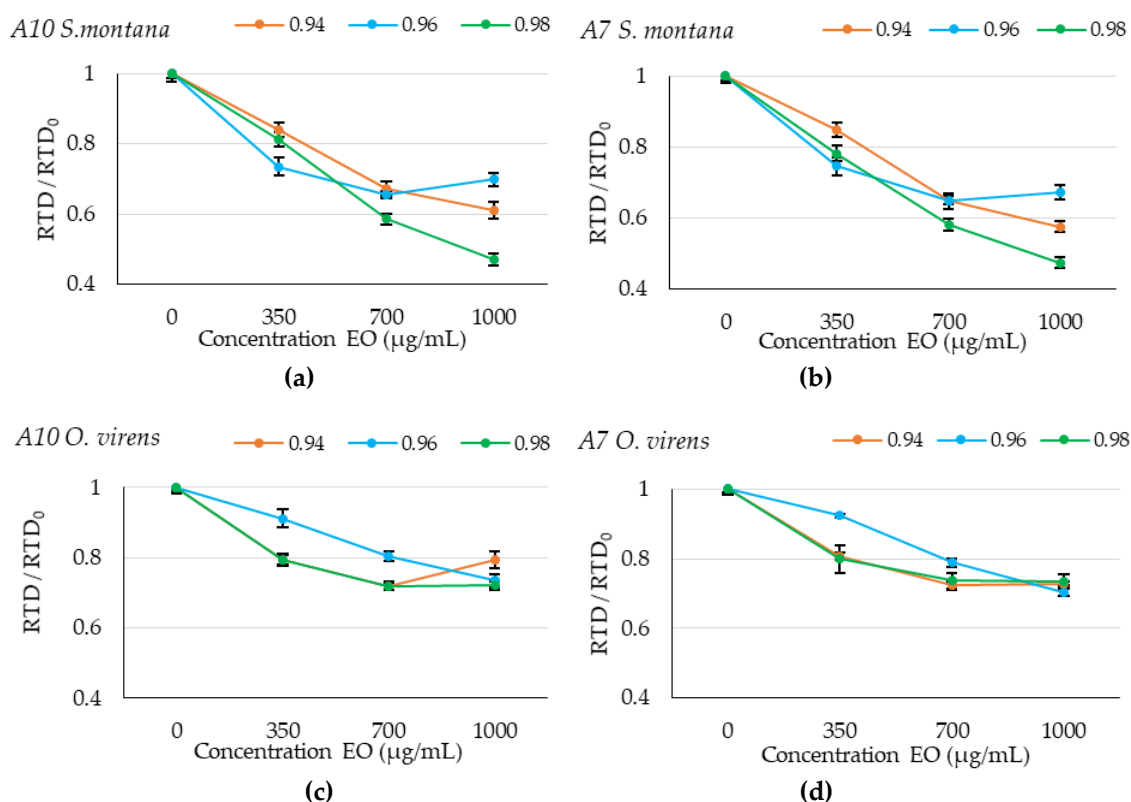 A10 S.montana 0.94 0.96 0.98
1
0.8
0.6
0.4
RTD / RTD₀
0 350 700 1000
Concentration EO (µg/mL)
(a)
A7 S. montana 0.94 0.96 0.98
1
0.8
0.6
0.4
RTD / RTD₀
0 350 700 1000
Concentration EO (µg/mL)
(b)
A10 O. virens 0.94 0.96 0.98
1
0.8
0.6
0.4
RTD / RTD₀
0 350 700 1000
Concentration EO (µg/mL)
(c)
A7 O. virens 0.94 0.96 0.98
1
0.8
0.6
0.4
RTD / RTD₀
0 350 700 1000
Concentration EO (µg/mL)
(d)